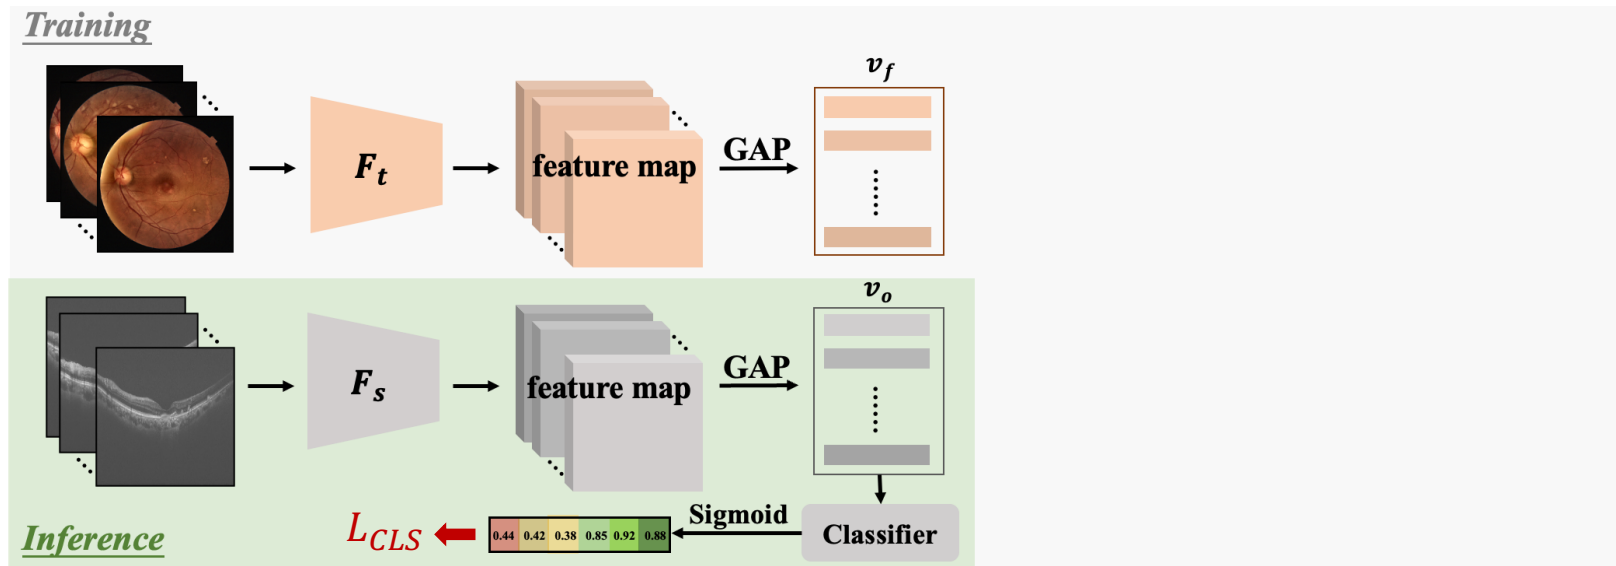 Training
v_f
F_t
feature map
GAP
v_o
F_s
feature map
GAP
Sigmoid
Classifier
L_CLS
0.44 0.42 0.38 0.85 0.92 0.88
Inference